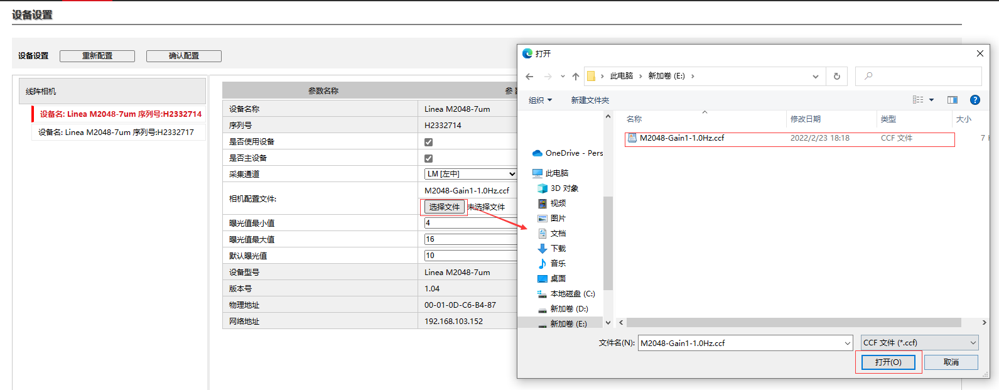 设备设置
设备设置 重新配置 确认配置
线阵相机
设备名: Linea M2048-7um 序列号:H2332714
设备名: Linea M2048-7um 序列号:H2332717
参数名称
设备名称 Linea M2048-7um
序列号 H2332714
是否使用设备
是否主设备
采集通道 LM [左中]
相机配置文件: M2048-Gain1-1.0Hz.ccf
选择文件 未选择文件
曝光值最小值 4
曝光值最大值 16
默认曝光值 10
设备型号 Linea M2048-7um
版本号 1.04
物理地址 00-01-0D-C6-B4-87
网络地址 192.168.103.152
打开
此电脑 新加卷 (E:)
组织 新建文件夹
名称 修改日期 类型 大小
M2048-Gain1-1.0Hz.ccf 2022/2/23 18:18 CCF 文件 7
OneDrive - Pers
此电脑
3D 对象
视频
图片
文档
下载
音乐
桌面
本地磁盘 (C:)
新加卷 (D:)
新加卷 (E:)
文件名(N): M2048-Gain1-1.0Hz.ccf CCF 文件 (*.ccf)
打开(O) 取消